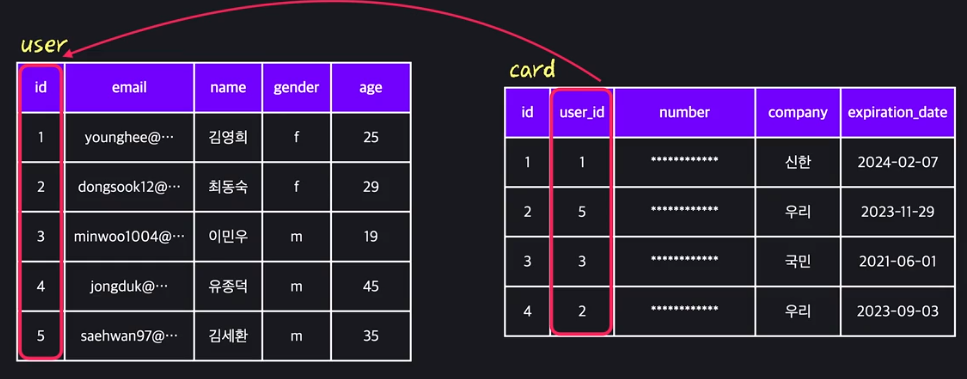 user
id email name gender age
1 younghee@··· 김영희 f 25
2 dongsook12@··· 최동숙 f 29
3 minwoo1004@··· 이민우 m 19
4 jongduk@··· 유종덕 m 45
5 saehwan97@··· 김세환 m 35
card
id user_id number company expiration_date
1 1 ************ 신한 2024-02-07
2 5 ************ 우리 2023-11-29
3 3 ************ 국민 2021-06-01
4 2 ************ 우리 2023-09-03